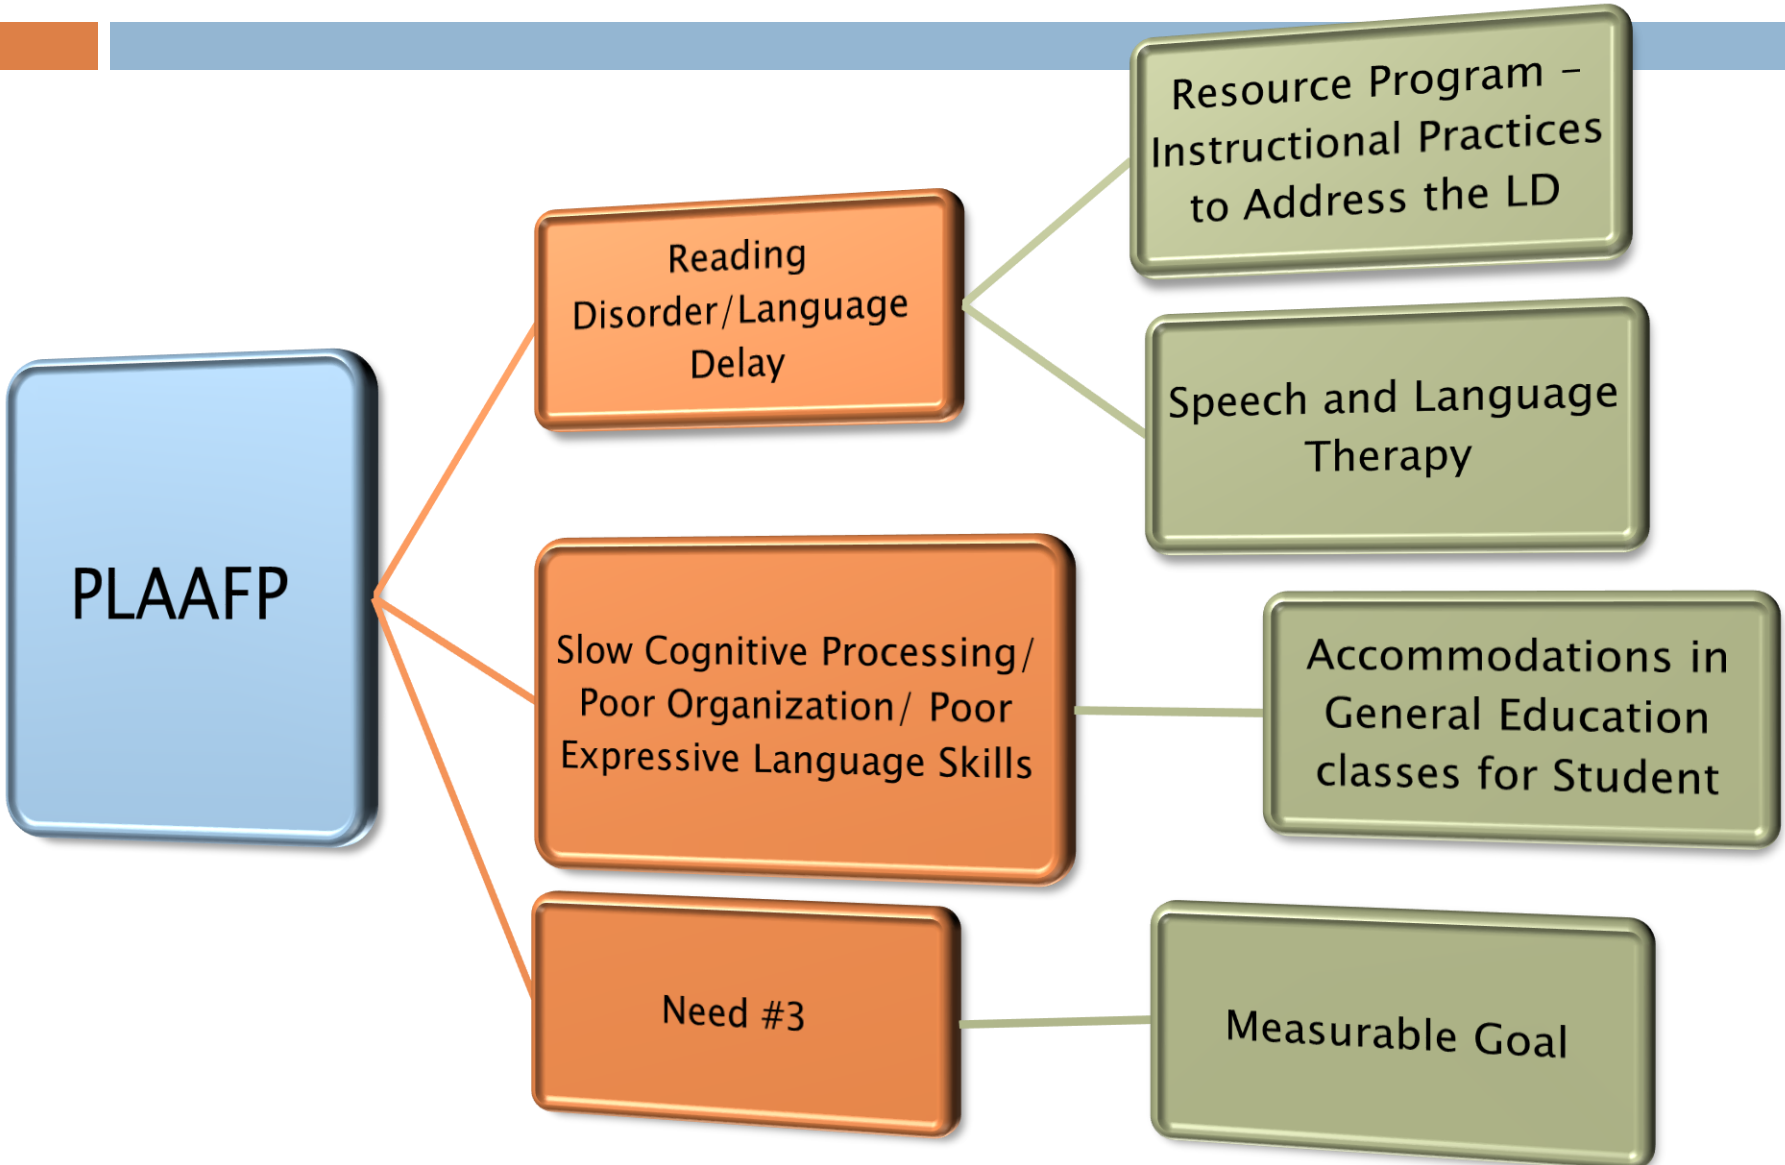 PLAAFP
Reading
Disorder/Language
Delay
Resource Program –
Instructional Practices
to Address the LD
Speech and Language
Therapy
Slow Cognitive Processing/
Poor Organization/ Poor
Expressive Language Skills
Accommodations in
General Education
classes for Student
Need #3
Measurable Goal